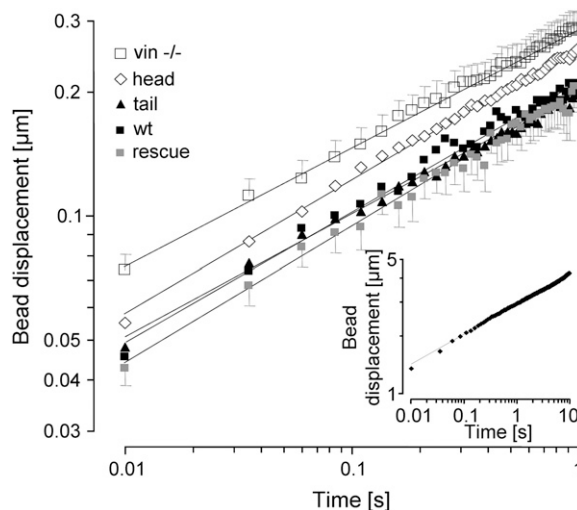 0.3
0.2
0.1
0.05
0.04
0.03
Bead displacement [µm]
vin -/-
head
tail
wt
rescue
0.01
0.1
1
Time [s]
5
1
Bead
displacement [µm]
0.01
0.1
1
10
Time [s]